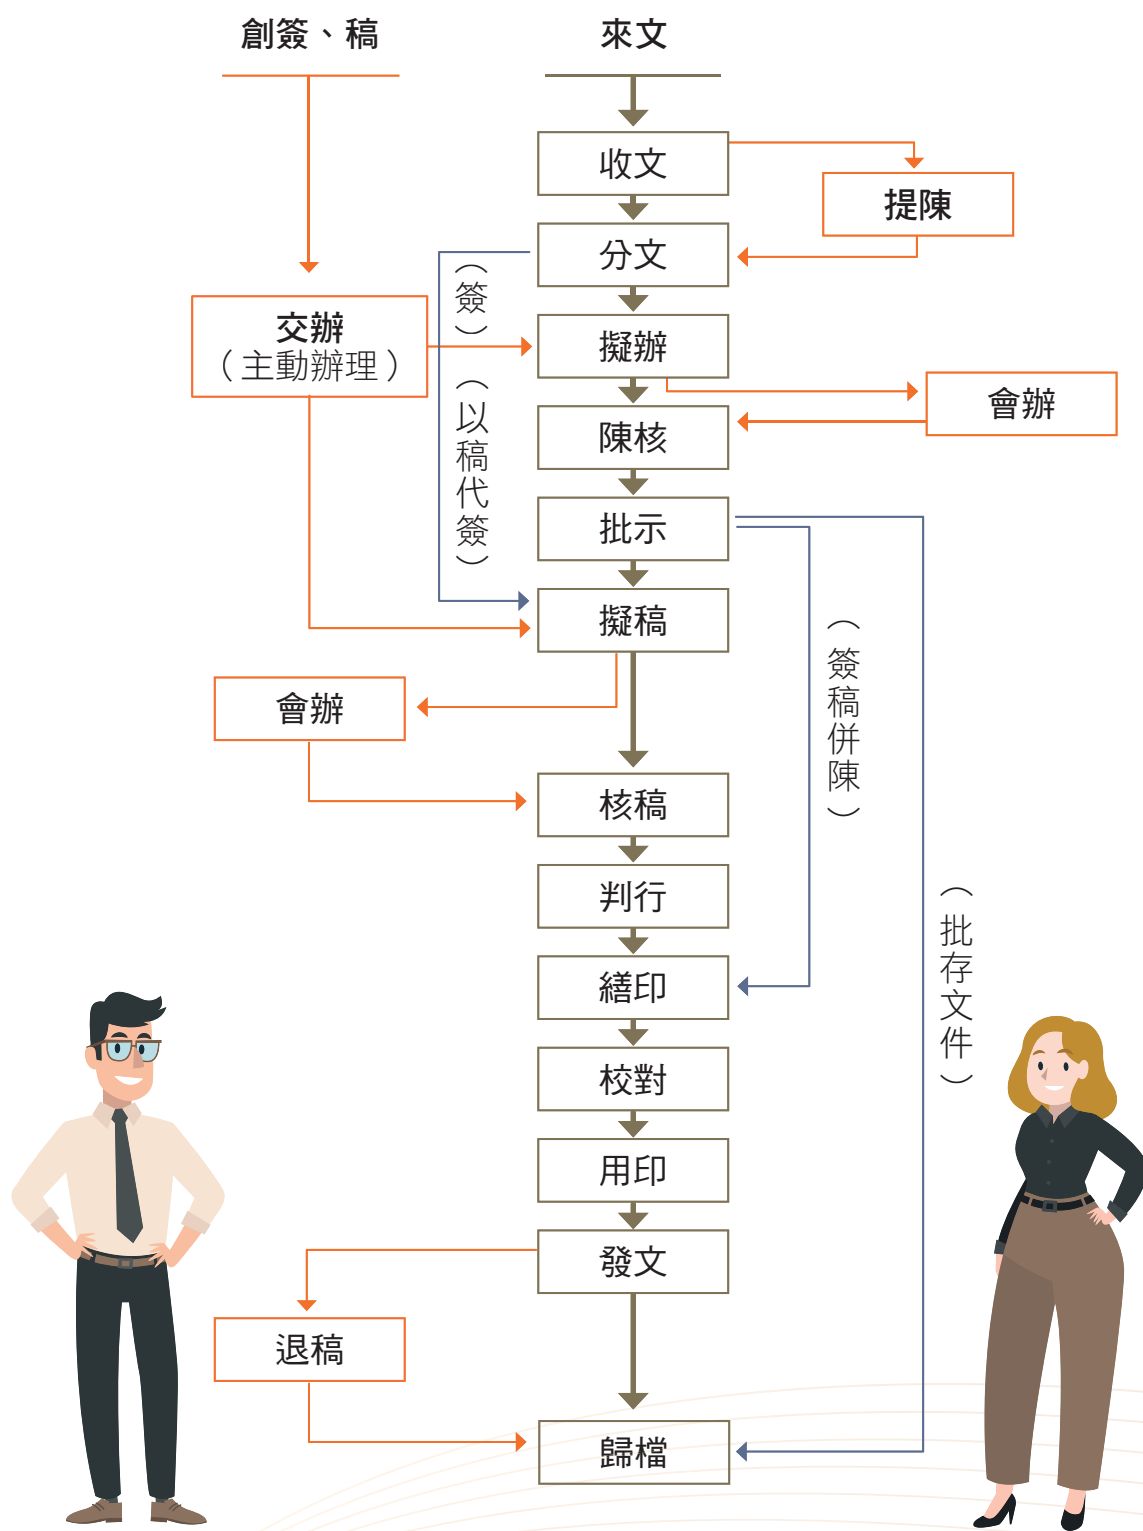 創簽、稿
來文
收文
提陳
分文
（簽）
交辦
（主動辦理）
擬辦
（以稿代簽）
會辦
陳核
批示
擬稿
（簽稿併陳）
會辦
核稿
判行
（批存文件）
繕印
校對
用印
發文
退稿
歸檔